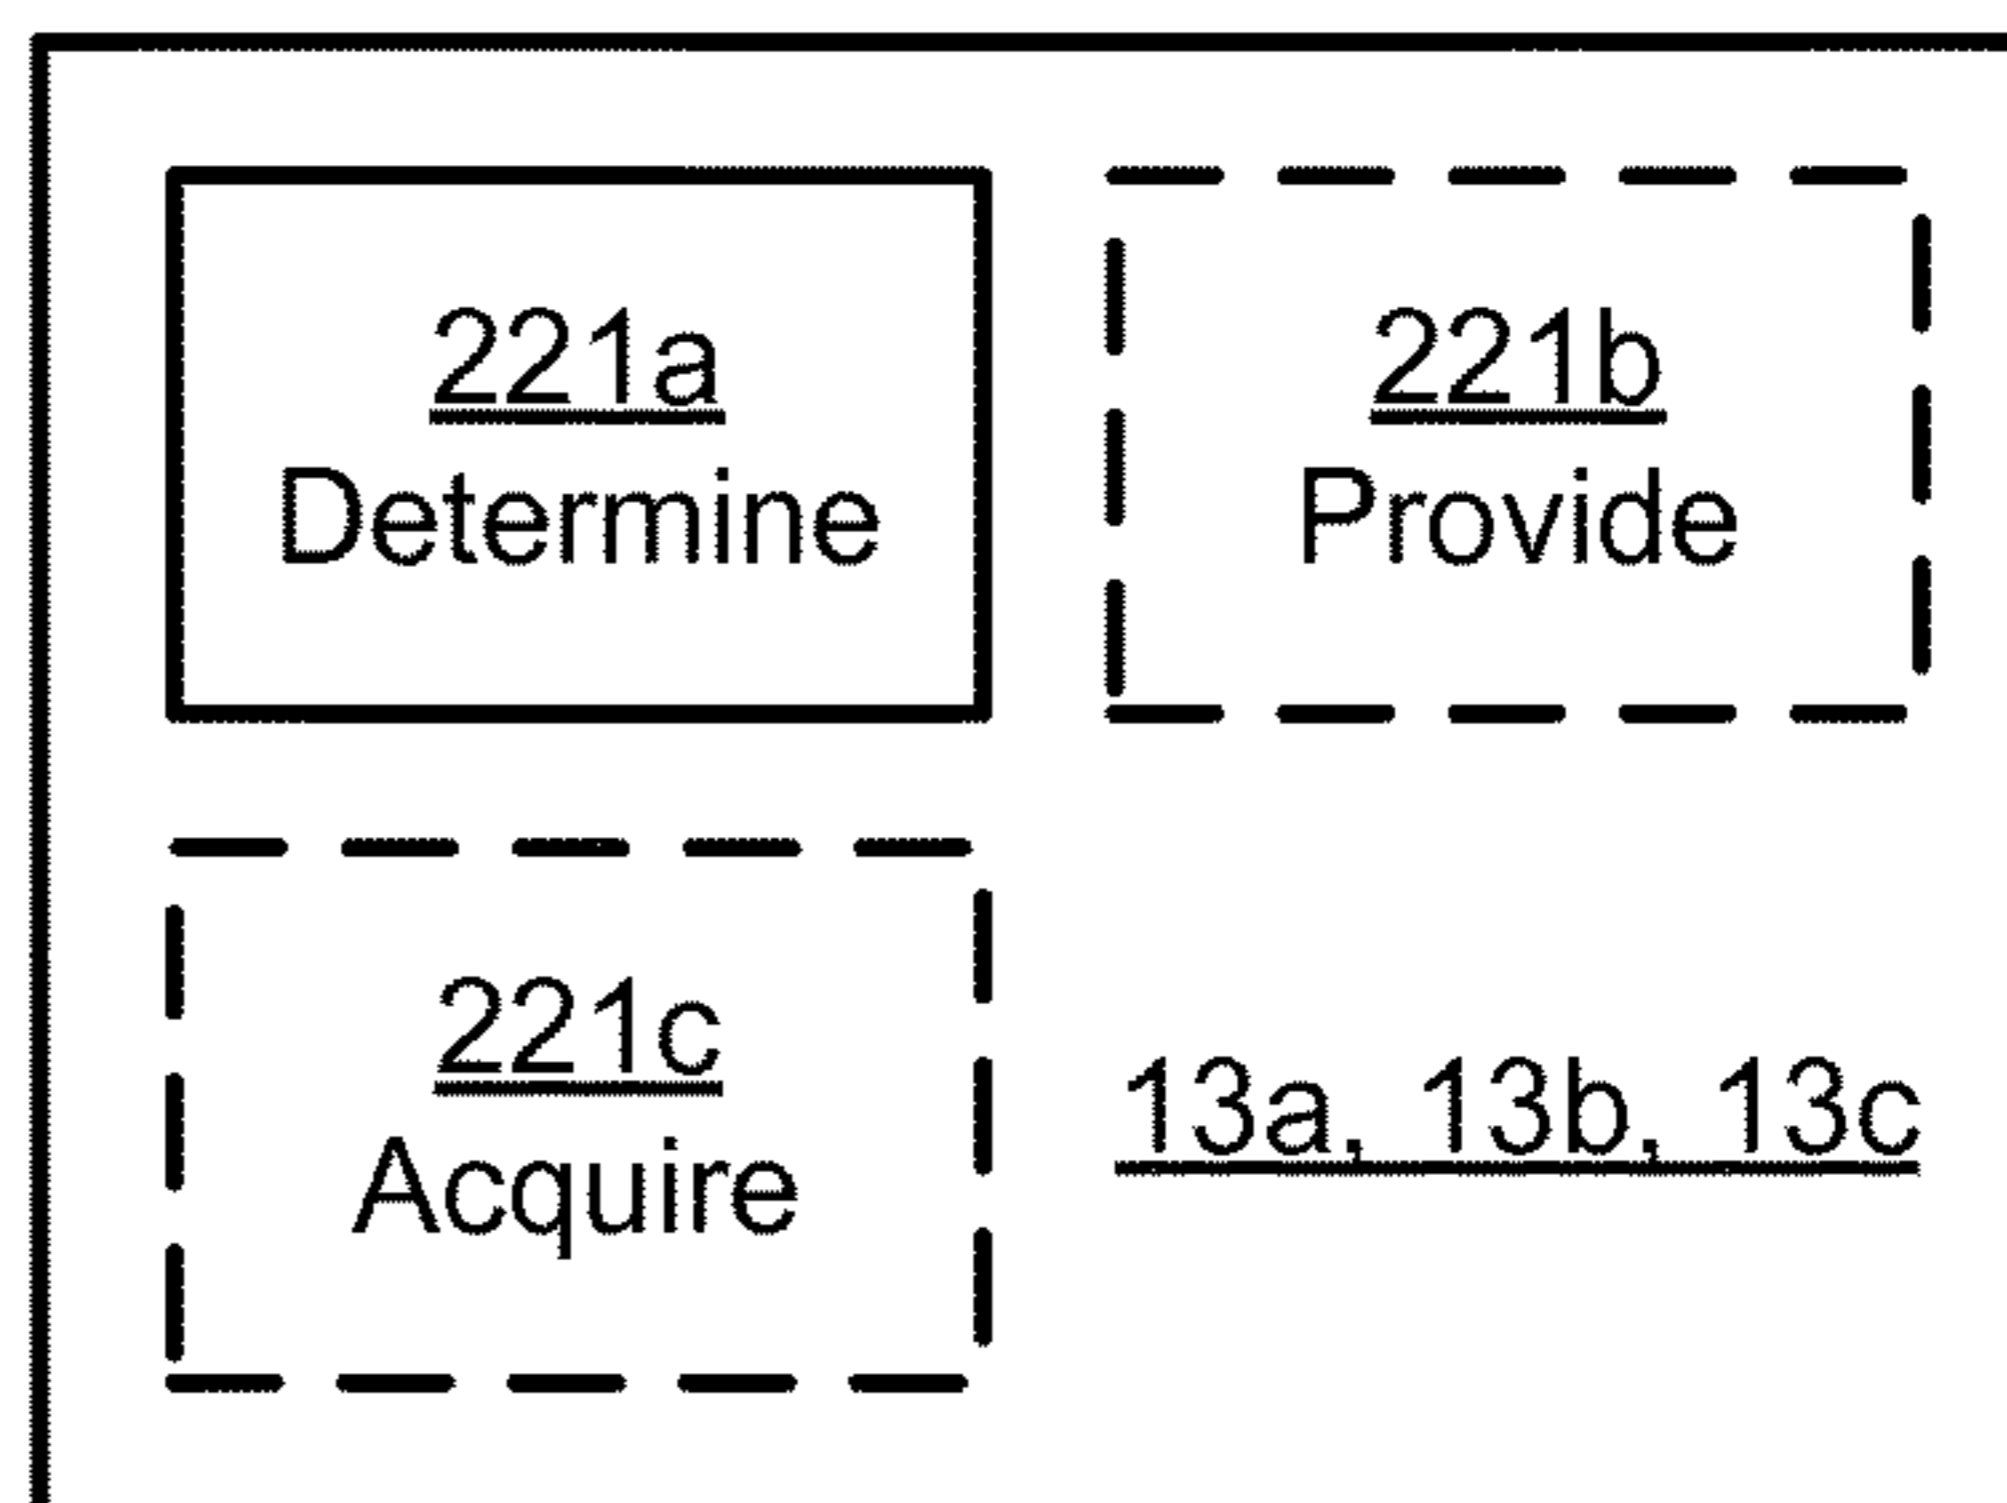 221a
Determine
221b
Provide
221c
Acquire
13a, 13b, 13c